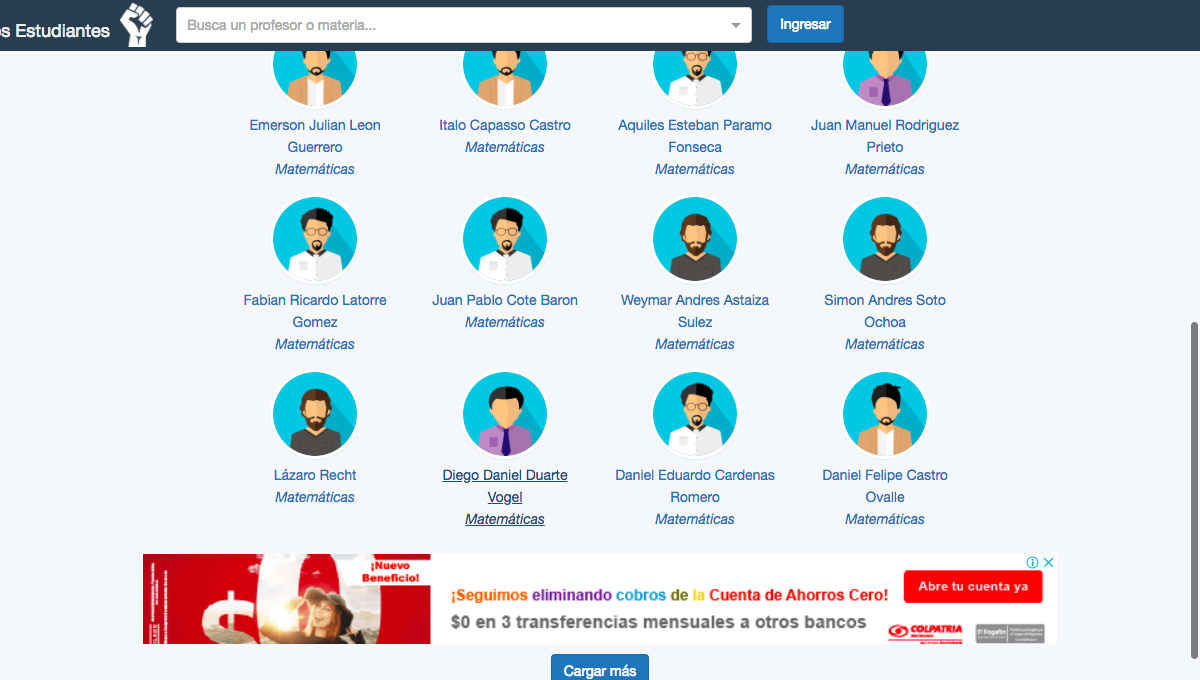 s Estudiantes
Busca un profesor o materia...
Ingresar
Emerson Julian Leon
Guerrero
Matemáticas
Italo Capasso Castro
Matemáticas
Aquiles Esteban Paramo
Fonseca
Matemáticas
Juan Manuel Rodriguez
Prieto
Matemáticas
Fabian Ricardo Latorre
Gomez
Matemáticas
Juan Pablo Cote Baron
Matemáticas
Weymar Andres Astaiza
Sulez
Matemáticas
Simon Andres Soto
Ochoa
Matemáticas
Lázaro Recht
Matemáticas
Diego Daniel Duarte
Vogel
Matemáticas
Daniel Eduardo Cardenas
Romero
Matemáticas
Daniel Felipe Castro
Ovalle
Matemáticas
¡Nuevo
Beneficio!
$0
¡Seguimos eliminando cobros de la Cuenta de Ahorros Cero!
$0 en 3 transferencias mensuales a otros bancos
Abre tu cuenta ya
COLPATRIA
Fogafin
Cargar más